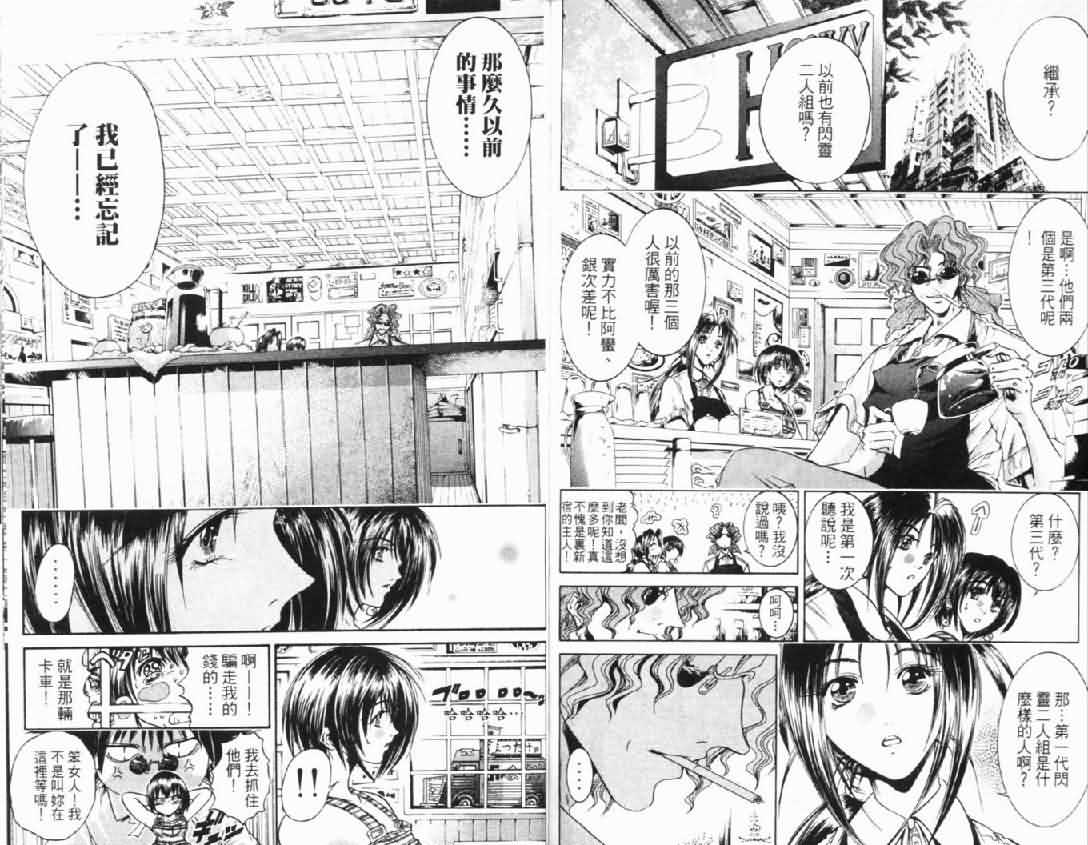 繼承？
以前也有閃靈
二人組嗎？
是啊…他們兩
個是第三代呢
！
以前的那三個
人很厲害喔！
實力不比阿蠻、
銀次差呢！
什麼？
第三代？
我是第一次
聽說呢…
咦？我沒
說過嗎？
老闆，沒想
到你知道這
麼多呢！真
不愧是裏新
宿的主人！
呵呵…
那…第一代閃
靈二人組是什
麼樣的人啊？
…
那麼久以前
的事情……
我已經忘記
了——…
……
哈哈哈哈…
！！
啊——！
騙走我的
錢的……
就是那輛
卡車！
我去抓住
他們！
笨女人！我
不是叫妳在
這裡等嗎！